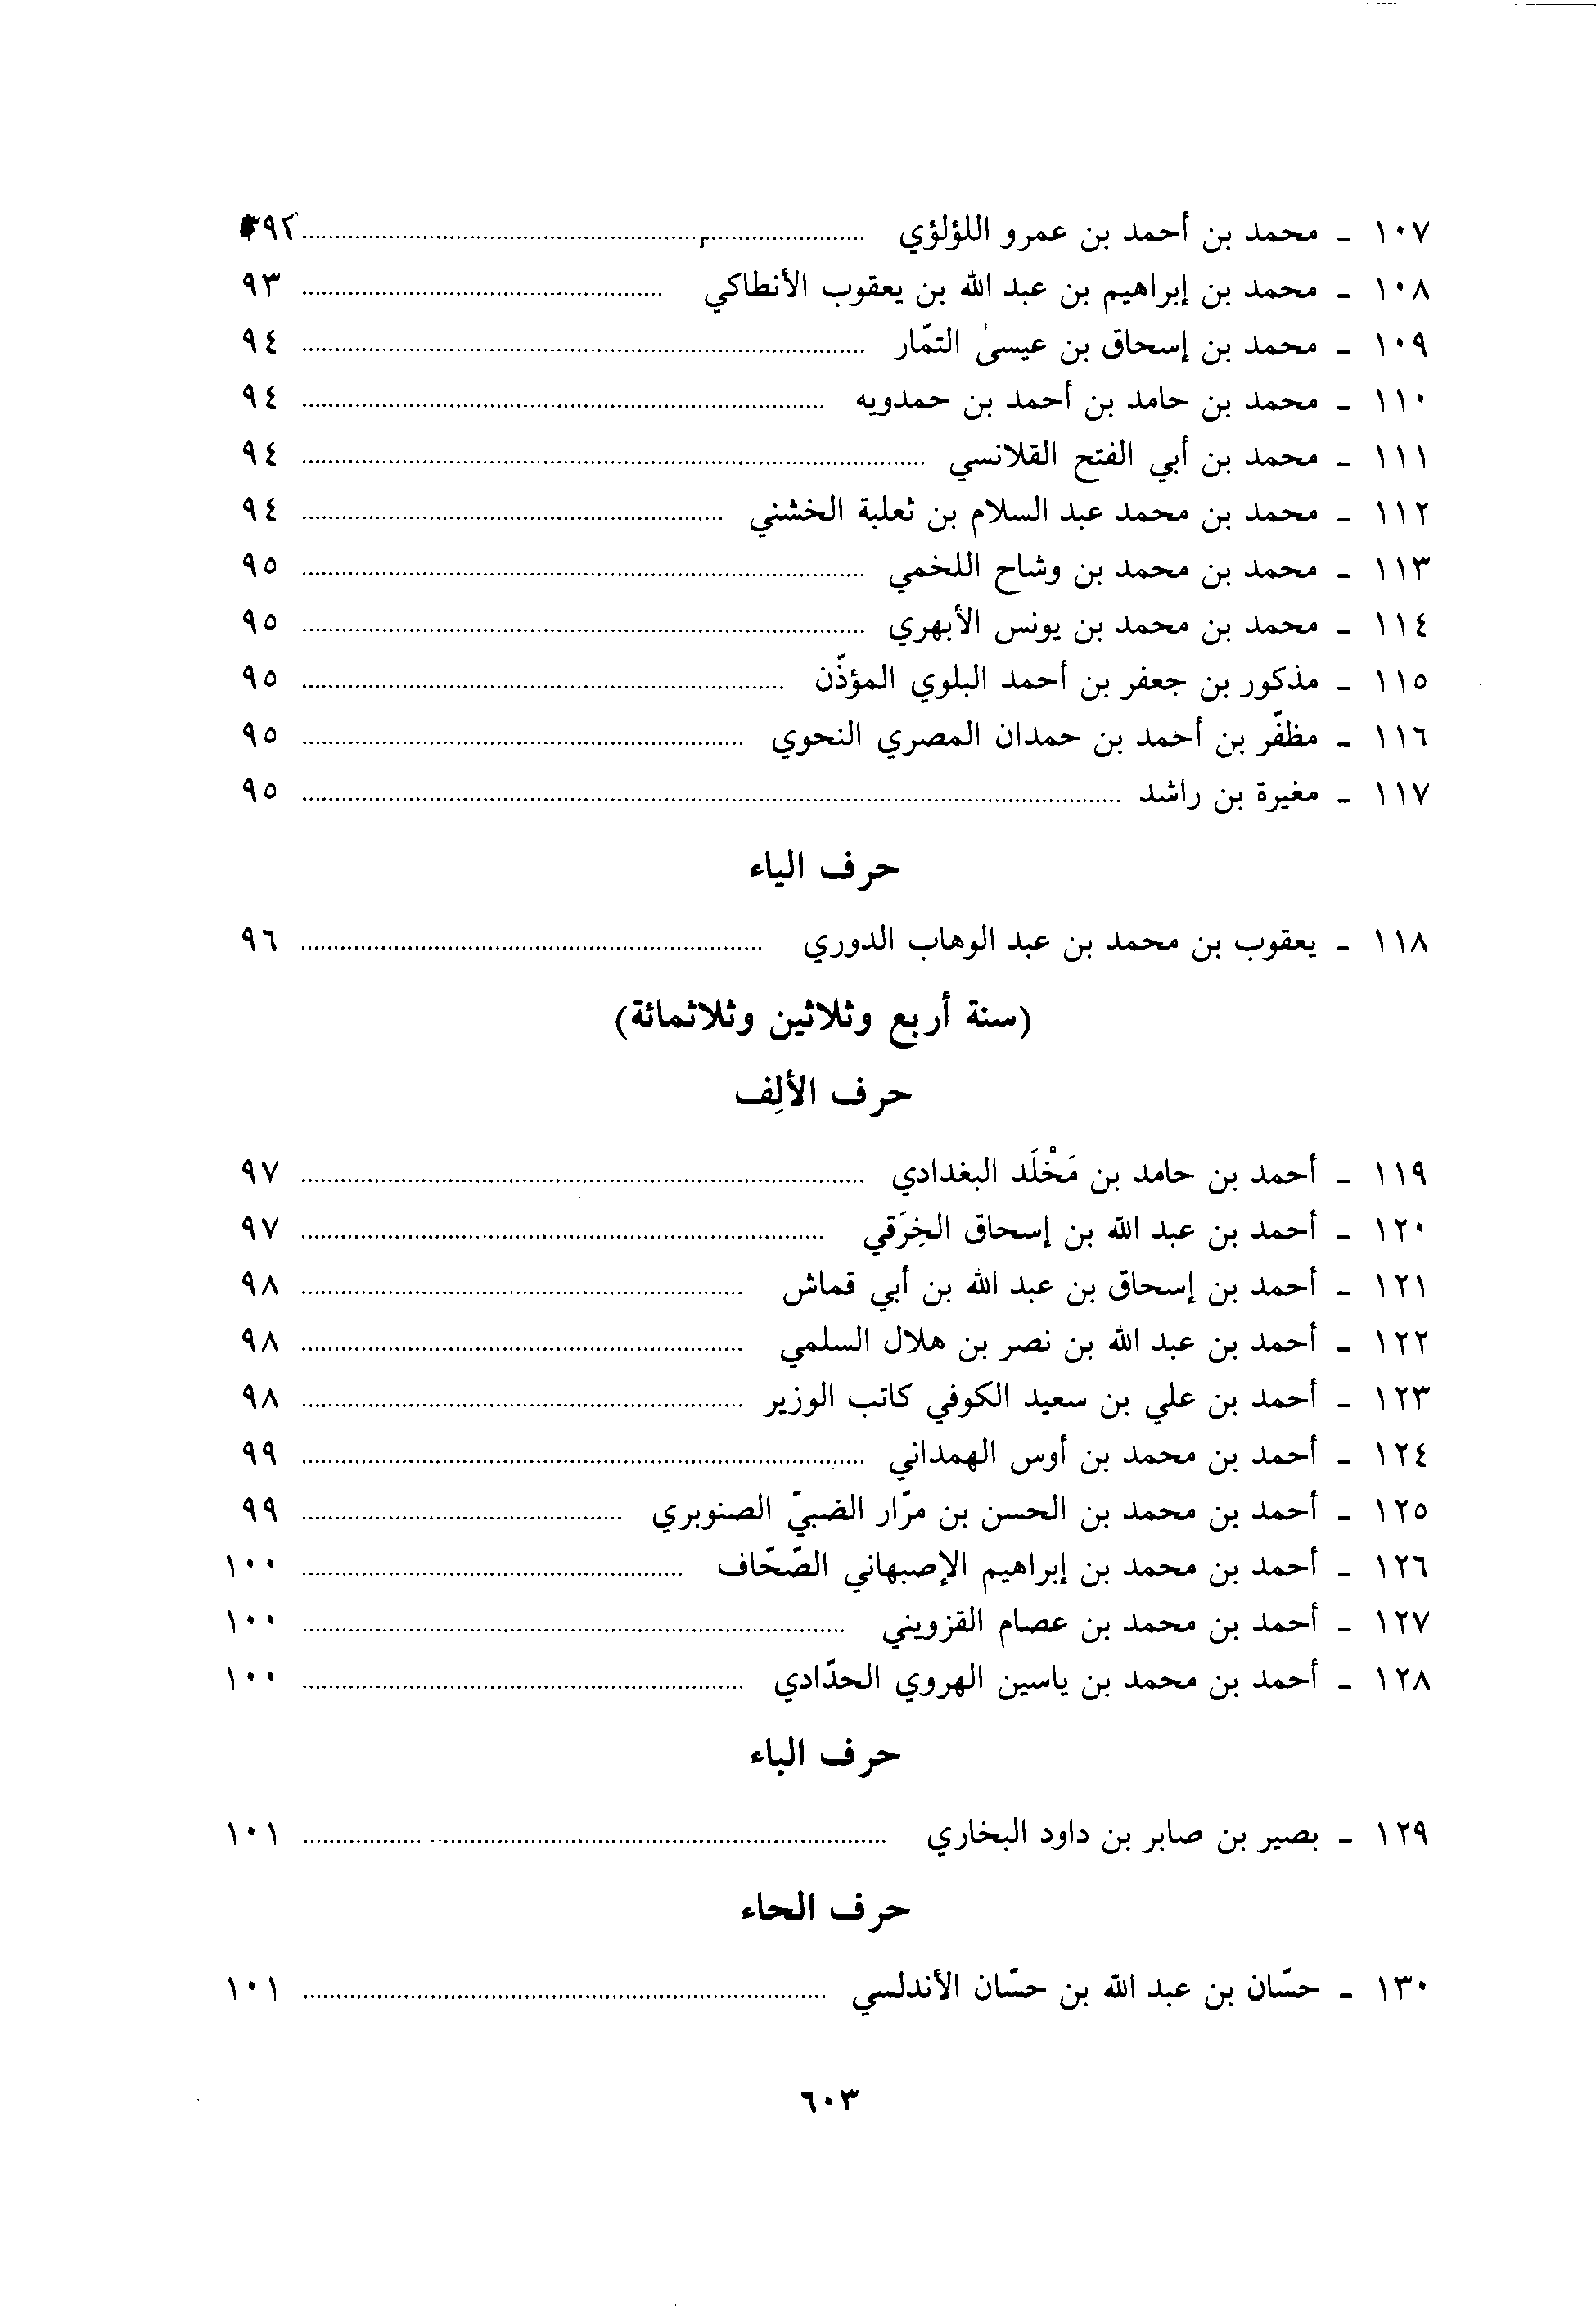 ١٠٧ - محمد بن أحمد بن عمرو اللؤلؤي ........ ٩٢
١٠٨ - محمد بن إبراهيم بن عبد الله بن يعقوب الأنطاكي ........ ٩٣
١٠٩ - محمد بن إسحاق بن عيسىٰ التمّار ........ ٩٤
١١٠ - محمد بن حامد بن أحمد بن حمدويه ........ ٩٤
١١١ - محمد بن أبي الفتح القلانسي ........ ٩٤
١١٢ - محمد بن محمد عبد السلام بن ثعلبة الخشني ........ ٩٤
١١٣ - محمد بن محمد بن وشاح اللخمي ........ ٩٥
١١٤ - محمد بن محمد بن يونس الأبهري ........ ٩٥
١١٥ - مذكور بن جعفر بن أحمد البلوي المؤذّن ........ ٩٥
١١٦ - مظفّر بن أحمد بن حمدان المصري النحوي ........ ٩٥
١١٧ - مغيرة بن راشد ........ ٩٥
حرف الياء
١١٨ - يعقوب بن محمد بن عبد الوهاب الدوري ........ ٩٦
(سنة أربع وثلاثين وثلاثمائة)
حرف الألِف
١١٩ - أحمد بن حامد بن مَخْلَد البغدادي ........ ٩٧
١٢٠ - أحمد بن عبد الله بن إسحاق الخِرَقي ........ ٩٧
١٢١ - أحمد بن إسحاق بن عبد الله بن أبي قماش ........ ٩٨
١٢٢ - أحمد بن عبد الله بن نصر بن هلال السلمي ........ ٩٨
١٢٣ - أحمد بن علي بن سعيد الكوفي كاتب الوزير ........ ٩٨
١٢٤ - أحمد بن محمد بن أوس الهمداني ........ ٩٩
١٢٥ - أحمد بن محمد بن الحسن بن مرّار الضبيّ الصنوبري ........ ٩٩
١٢٦ - أحمد بن محمد بن إبراهيم الإصبهاني الصّحّاف ........ ١٠٠
١٢٧ - أحمد بن محمد بن عصام القزويني ........ ١٠٠
١٢٨ - أحمد بن محمد بن ياسين الهروي الحدّادي ........ ١٠٠
حرف الباء
١٢٩ - بصير بن صابر بن داود البخاري ........ ١٠١
حرف الحاء
١٣٠ - حسّان بن عبد الله بن حسّان الأندلسي ........ ١٠١
٦٠٣